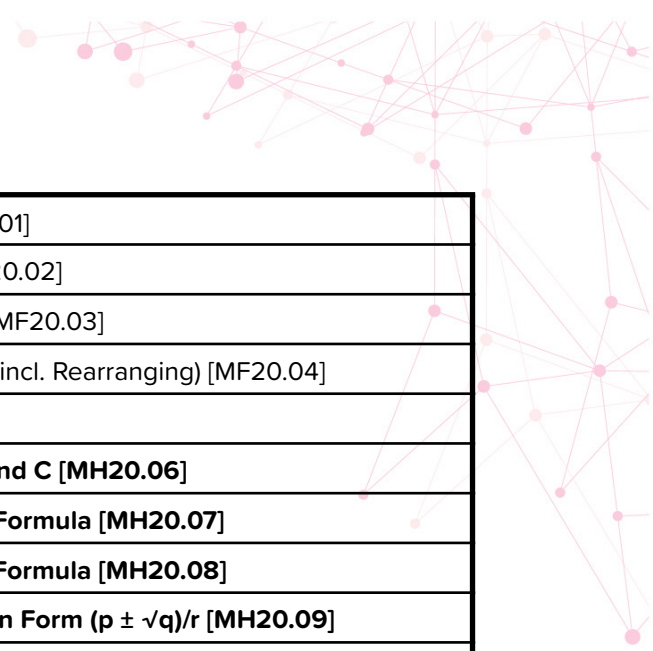 01]
0.02]
MF20.03]
incl. Rearranging) [MF20.04]
nd C [MH20.06]
Formula [MH20.07]
Formula [MH20.08]
n Form (p ± √q)/r [MH20.09]